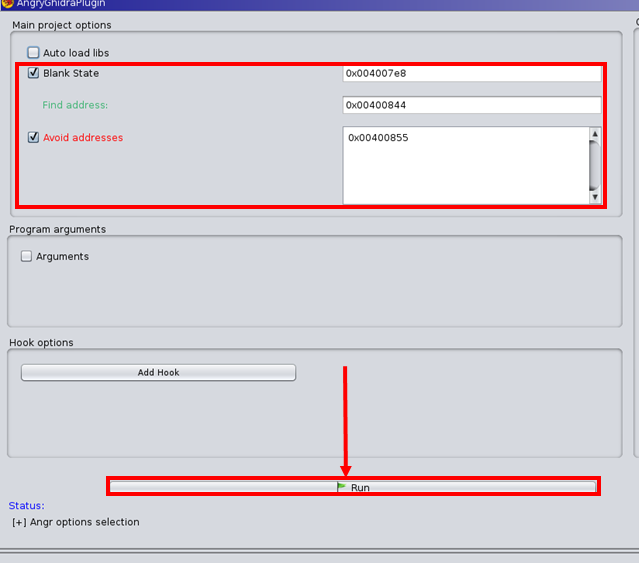 AngryGhidraPlugin
Main project options
Auto load libs
Blank State 0x004007e8
Find address: 0x00400844
Avoid addresses 0x00400855
Program arguments
Arguments
Hook options
Add Hook
Run
Status:
[+] Angr options selection